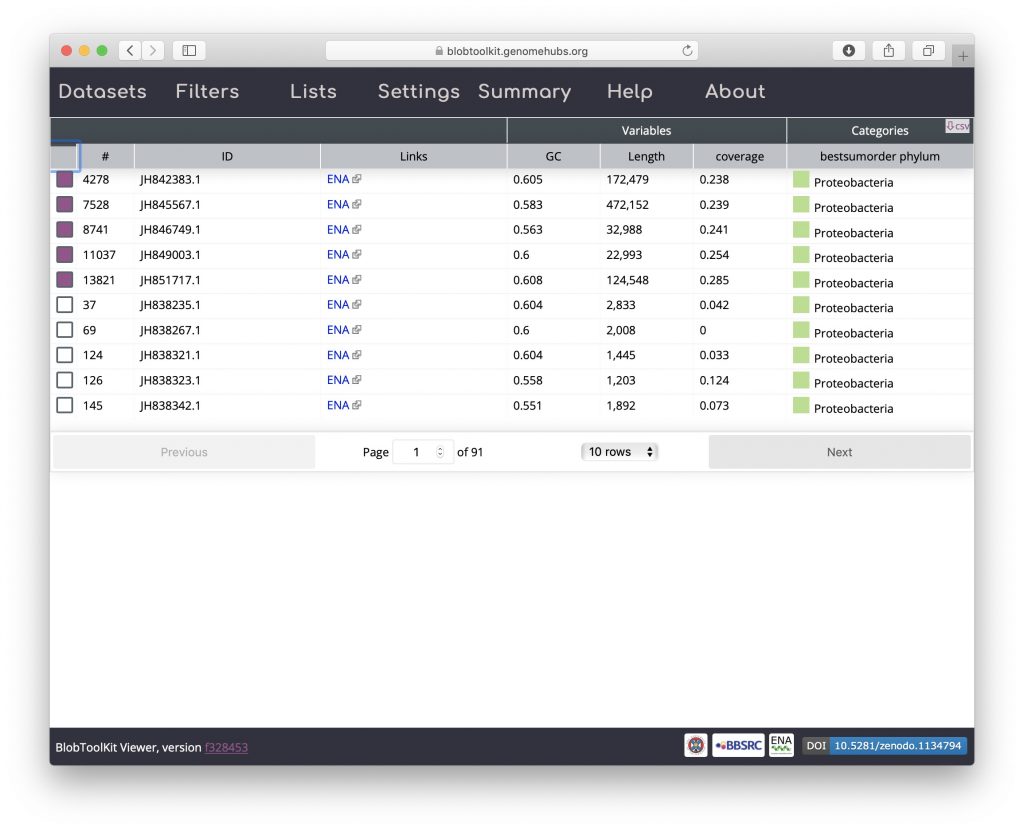 blobtoolkit.genomehubs.org
Datasets Filters Lists Settings Summary Help About
Variables Categories csv
# ID Links GC Length coverage bestsumorder phylum
4278 JH842383.1 ENA 0.605 172,479 0.238 Proteobacteria
7528 JH845567.1 ENA 0.583 472,152 0.239 Proteobacteria
8741 JH846749.1 ENA 0.563 32,988 0.241 Proteobacteria
11037 JH849003.1 ENA 0.6 22,993 0.254 Proteobacteria
13821 JH851717.1 ENA 0.608 124,548 0.285 Proteobacteria
37 JH838235.1 ENA 0.604 2,833 0.042 Proteobacteria
69 JH838267.1 ENA 0.6 2,008 0 Proteobacteria
124 JH838321.1 ENA 0.604 1,445 0.033 Proteobacteria
126 JH838323.1 ENA 0.558 1,203 0.124 Proteobacteria
145 JH838342.1 ENA 0.551 1,892 0.073 Proteobacteria
Previous Page 1 of 91 10 rows Next
BlobToolKit Viewer, version f328453 BBSRC ENA DOI 10.5281/zenodo.1134794